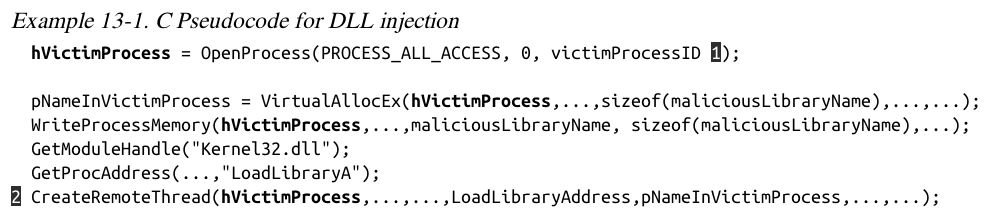 Example 13-1. C Pseudocode for DLL injection
hVictimProcess = OpenProcess(PROCESS_ALL_ACCESS, 0, victimProcessID 1);
pNameInVictimProcess = VirtualAllocEx(hVictimProcess,...,sizeof(maliciousLibraryName),...,...);
WriteProcessMemory(hVictimProcess,...,maliciousLibraryName, sizeof(maliciousLibraryName),...);
GetModuleHandle("Kernel32.dll");
GetProcAddress(...,"LoadLibraryA");
2 CreateRemoteThread(hVictimProcess,...,...,LoadLibraryAddress,pNameInVictimProcess,...,...);